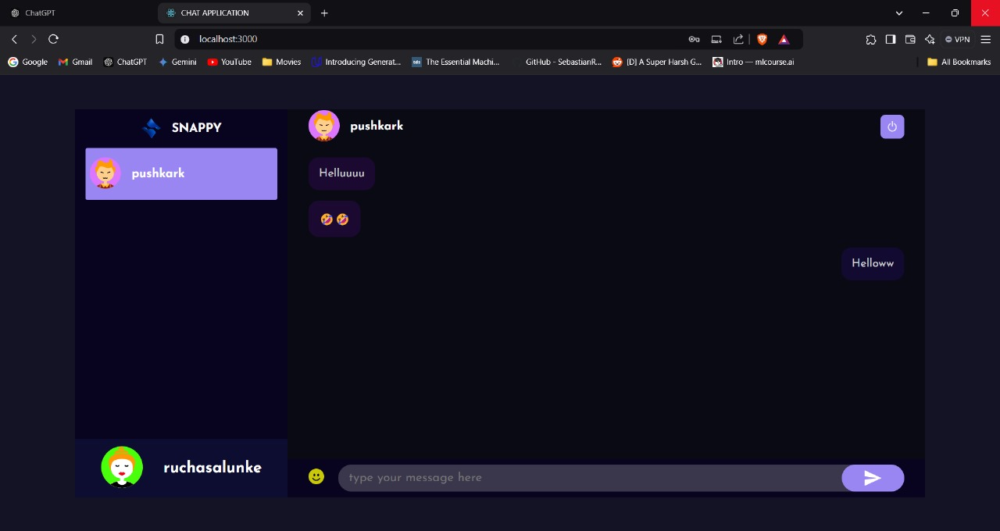 ChatGPT
CHAT APPLICATION
localhost:3000
VPN
Google
Gmail
ChatGPT
Gemini
YouTube
Movies
Introducing Generat...
tds
The Essential Machi...
GitHub - SebastianR...
[D] A Super Harsh G...
Intro — mlcourse.ai
All Bookmarks
SNAPPY
pushkark
ruchasalunke
pushkark
Helluuuu
🤣🤣
Helloww
type your message here